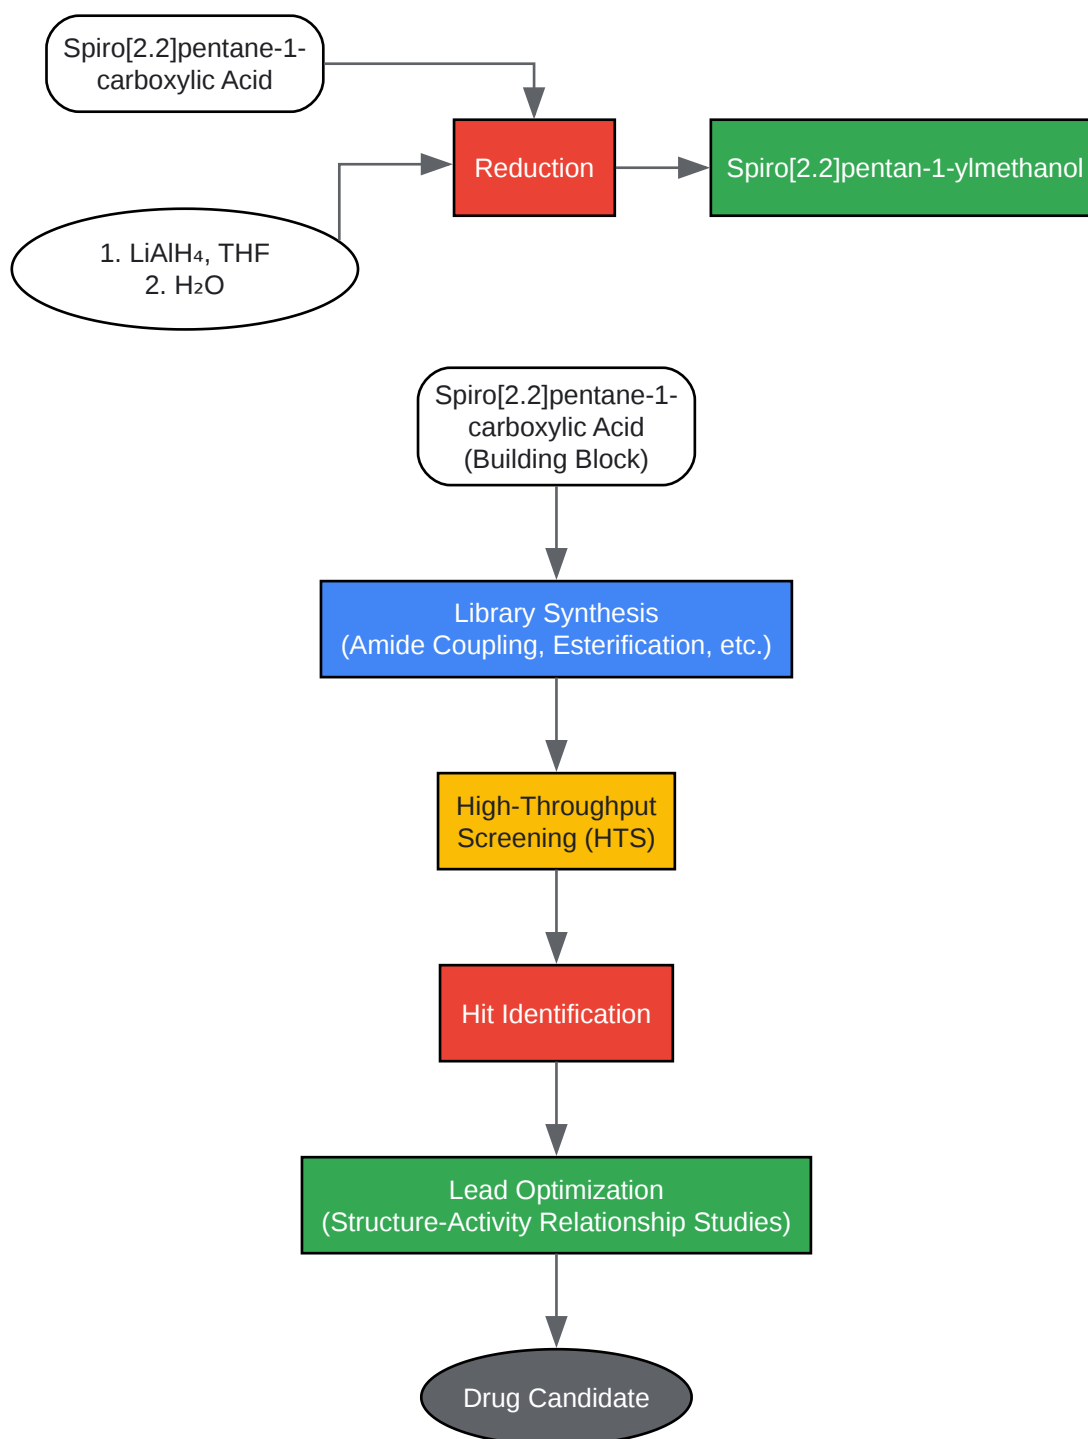 Spiro[2.2]pentane-1-
carboxylic Acid
Reduction
Spiro[2.2]pentan-1-ylmethanol
1. LiAlH₄, THF
2. H₂O
Spiro[2.2]pentane-1-
carboxylic Acid
(Building Block)
Library Synthesis
(Amide Coupling, Esterification, etc.)
High-Throughput
Screening (HTS)
Hit Identification
Lead Optimization
(Structure-Activity Relationship Studies)
Drug Candidate